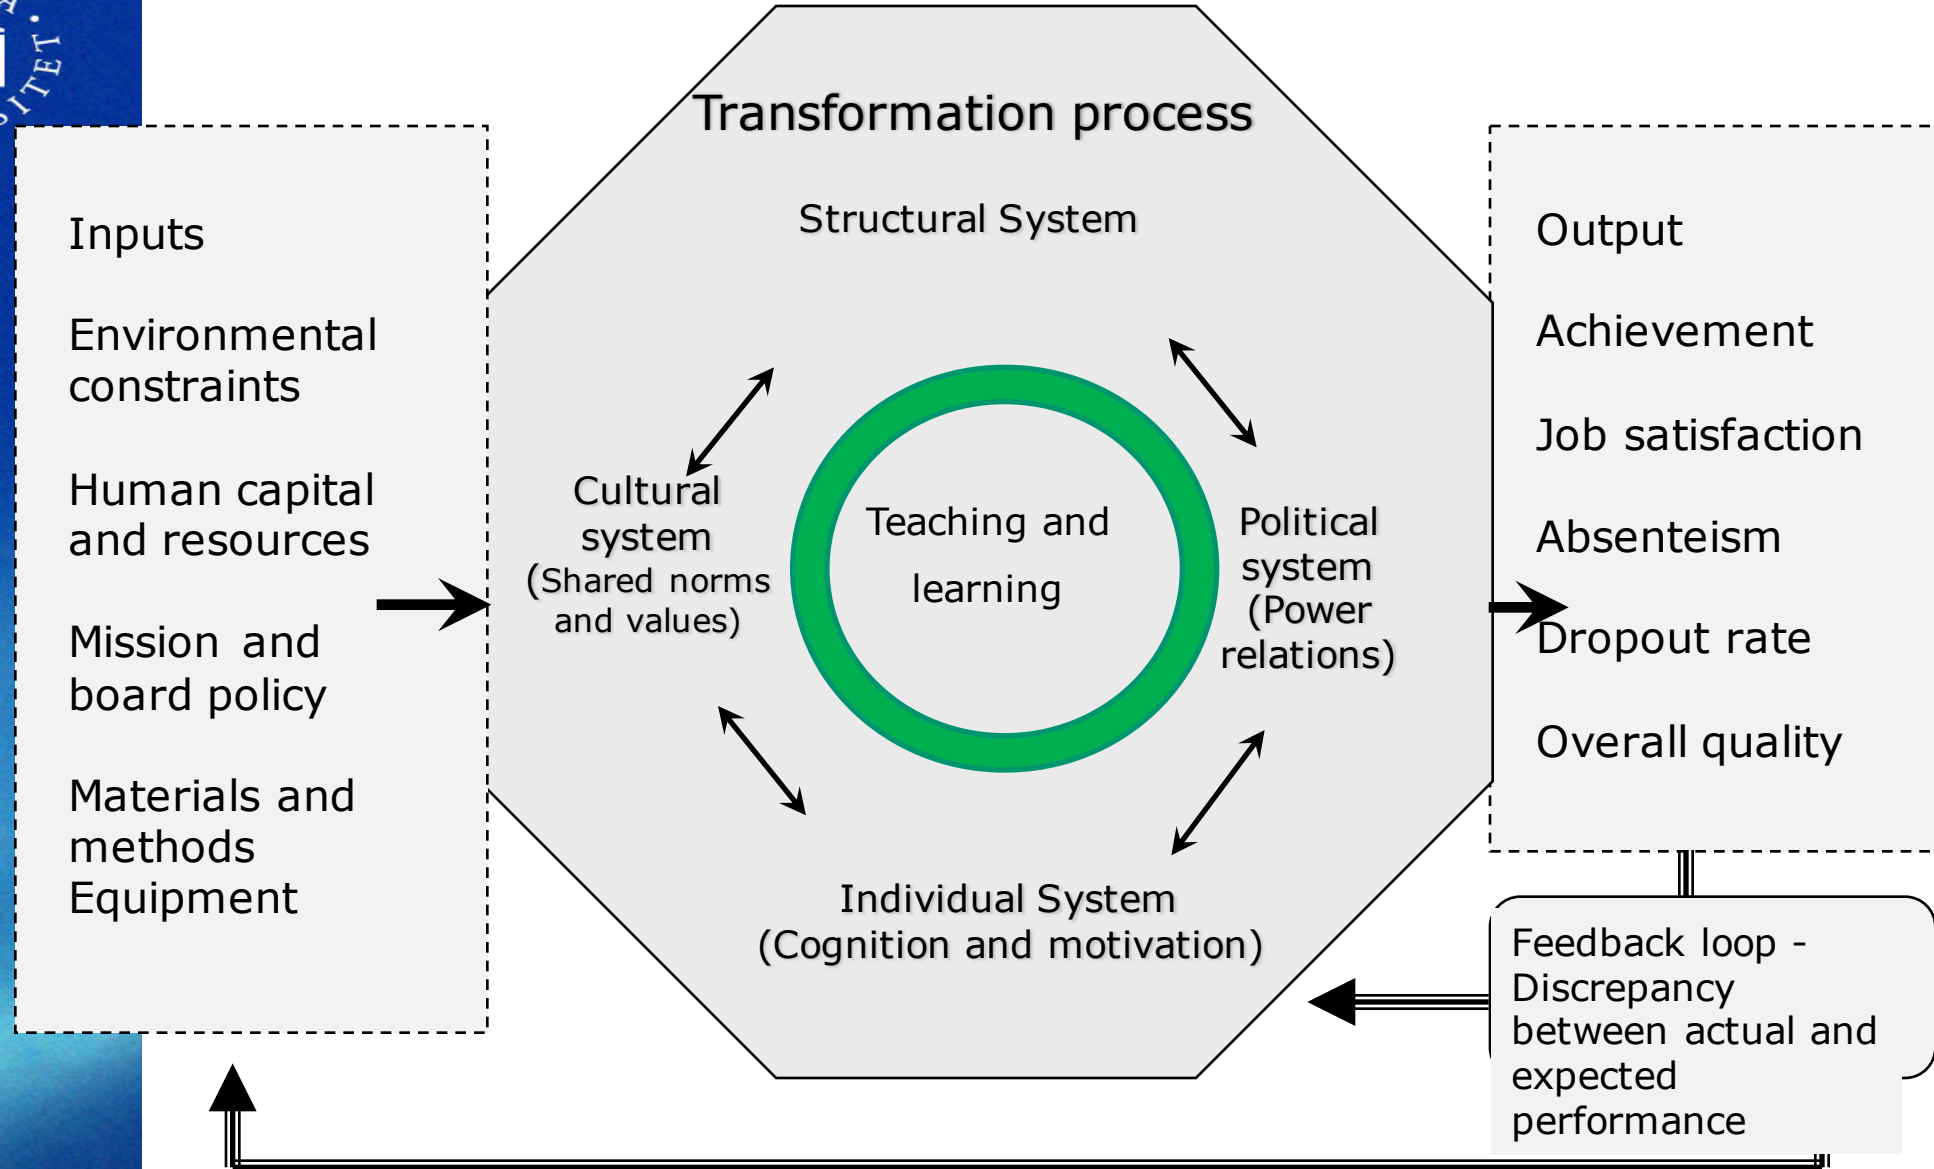 A •
SITET
Transformation process
Structural System
Inputs
Environmental
constraints
Human capital
and resources
Mission and
board policy
Materials and
methods
Equipment
Cultural
system
(Shared norms
and values)
Teaching and
learning
Political
system
(Power
relations)
Individual System
(Cognition and motivation)
Output
Achievement
Job satisfaction
Absenteism
Dropout rate
Overall quality
Feedback loop -
Discrepancy
between actual and
expected
performance